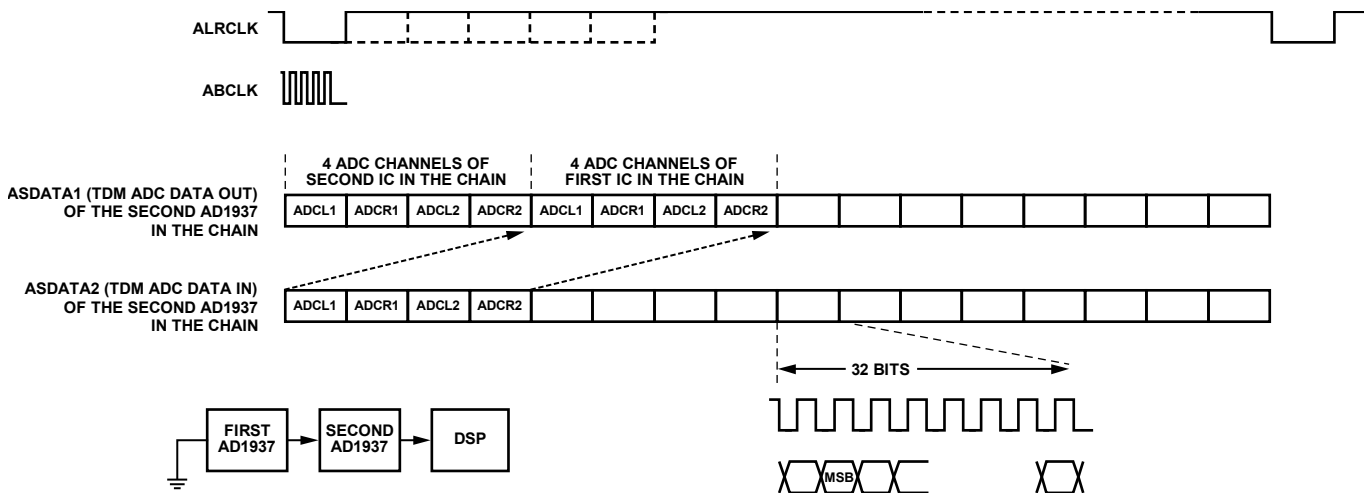 ALRCLK
ABCLK
4 ADC CHANNELS OF
SECOND IC IN THE CHAIN
4 ADC CHANNELS OF
FIRST IC IN THE CHAIN
ASDATA1 (TDM ADC DATA OUT)
OF THE SECOND AD1937
IN THE CHAIN
ADCL1 ADCR1 ADCL2 ADCR2 ADCL1 ADCR1 ADCL2 ADCR2
ASDATA2 (TDM ADC DATA IN)
OF THE SECOND AD1937
IN THE CHAIN
ADCL1 ADCR1 ADCL2 ADCR2
32 BITS
FIRST
AD1937
SECOND
AD1937
DSP
MSB